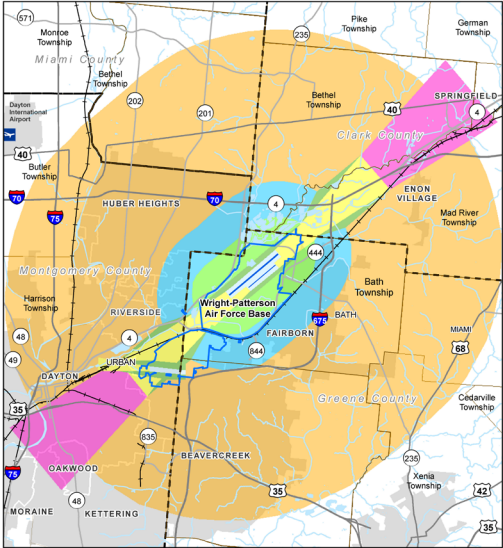 571
Monroe
Township
Miami County
Bethel
Township
235
Pike
Township
German
Township
202
201
Bethel
Township
SPRINGFIELD
4
40
Clark County
Dayton
International
Airport
40
Butler
Township
70
75
HUBER HEIGHTS
70
4
ENON
VILLAGE
Mad River
Township
444
Montgomery County
Harrison
Township
RIVERSIDE
Wright-Patterson
Air Force Base
Bath
Township
675
BATH
FAIRBORN
MIAMI
68
48
49
4
URBAN
844
DAYTON
35
Greene County
Cedarville
Township
835
BEAVERCREEK
235
OAKWOOD
75
48
35
Xenia
Township
42
MORAINE
KETTERING
35